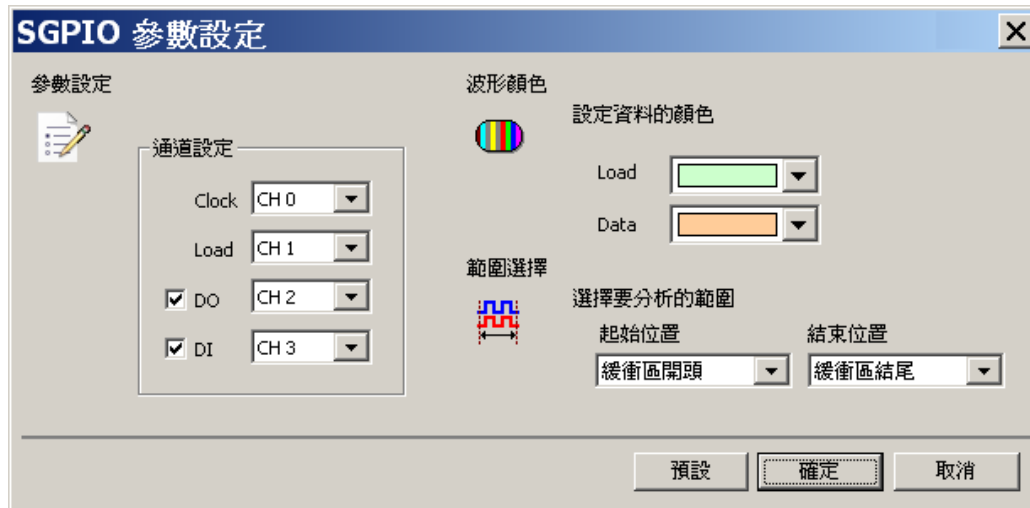 SGPIO 參數設定
參數設定
通道設定
Clock CH 0
Load CH 1
DO CH 2
DI CH 3
波形顏色
設定資料的顏色
Load
Data
範圍選擇
選擇要分析的範圍
起始位置 結束位置
緩衝區開頭 緩衝區結尾
預設 確定 取消